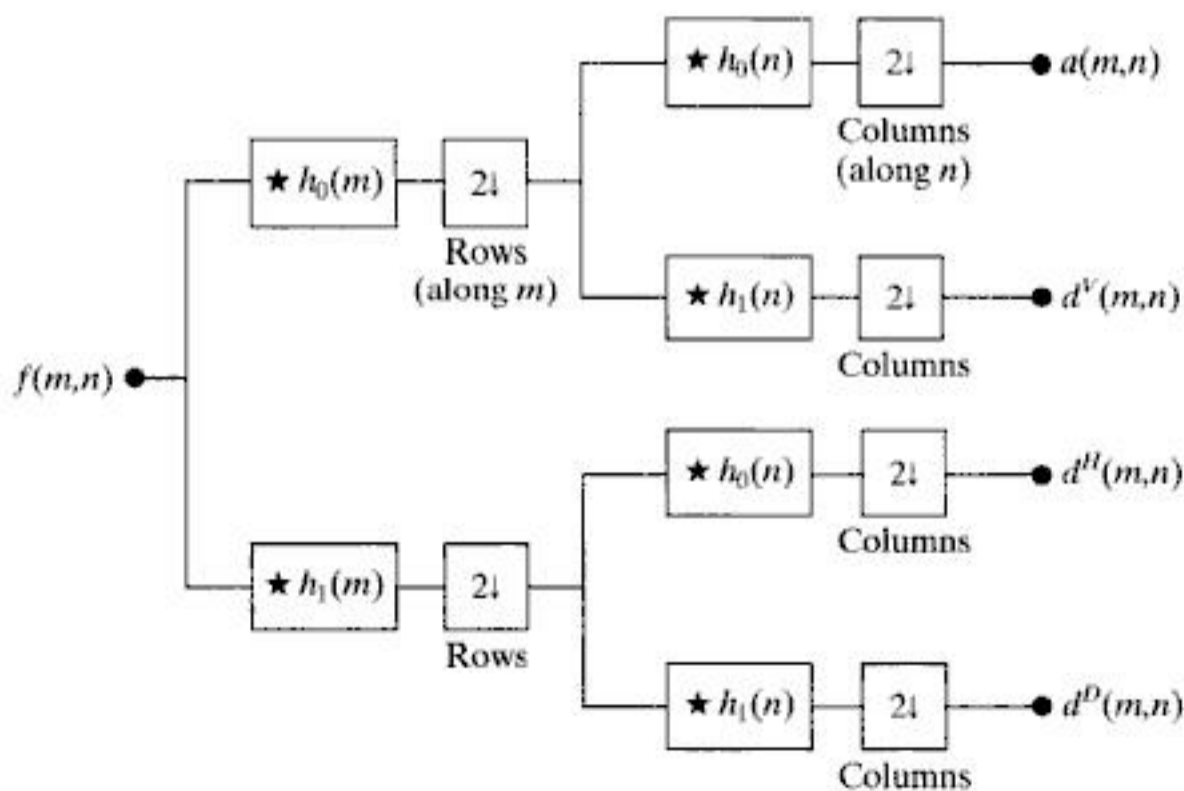 ★ h₀(n)
2↓
a(m,n)
Columns
(along n)
★ h₀(m)
2↓
Rows
(along m)
★ h₁(n)
2↓
dⱽ(m,n)
Columns
f(m,n)
★ h₀(n)
2↓
dᴴ(m,n)
Columns
★ h₁(m)
2↓
Rows
★ h₁(n)
2↓
dᴰ(m,n)
Columns